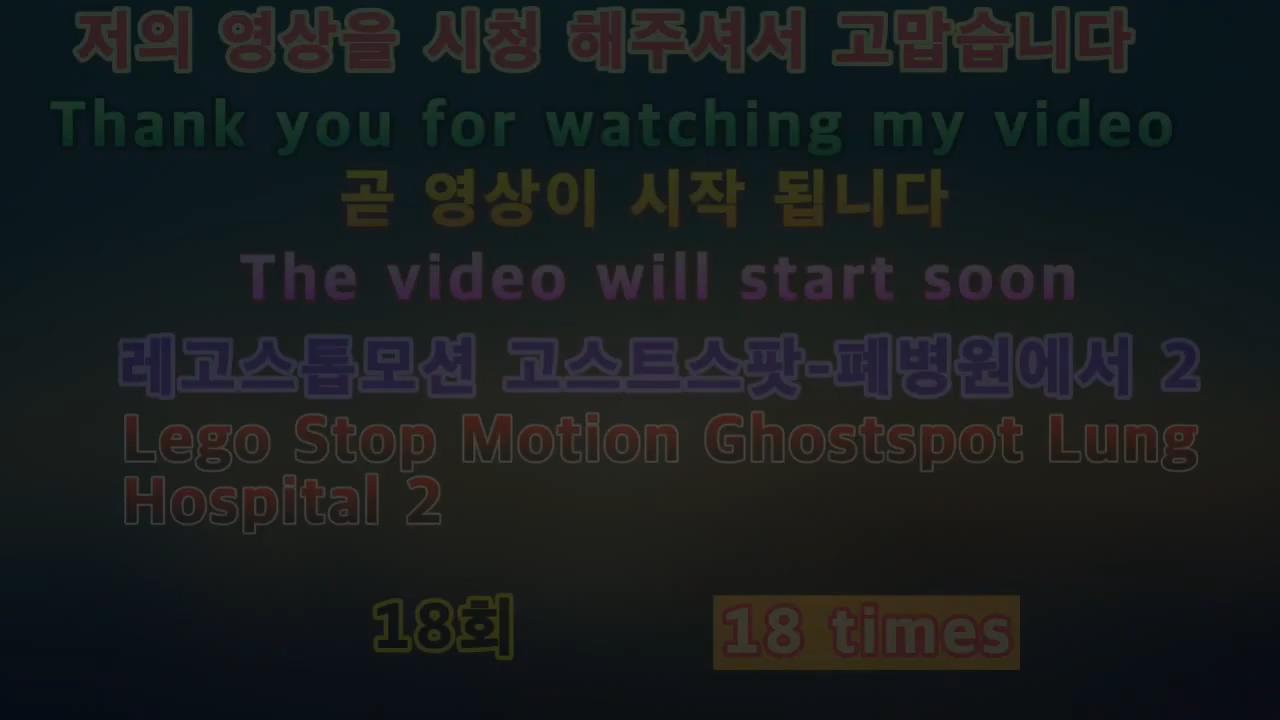 저의 영상을 시청 해주셔서 고맙습니다
Thank you for watching my video
곧 영상이 시작 됩니다
The video will start soon
레고스톱모션 고스트스팟-폐병원에서 2
Lego Stop Motion Ghostspot Lung
Hospital 2
18회 18 times